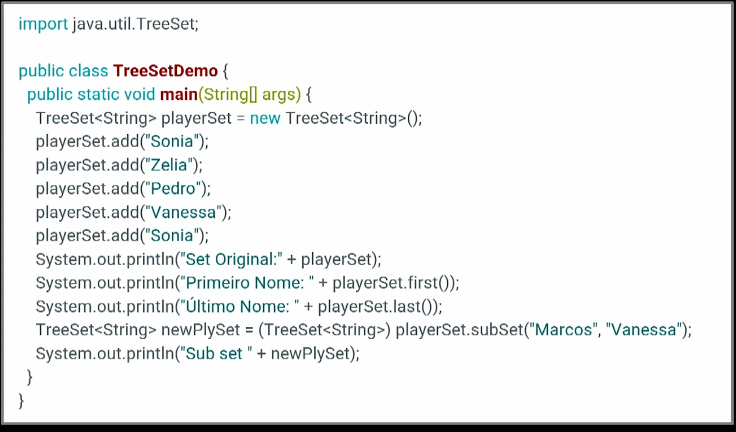 import java.util.TreeSet;
public class TreeSetDemo {
public static void main(String[] args) {
TreeSet<String> playerSet = new TreeSet<String>();
playerSet.add("Sonia");
playerSet.add("Zelia");
playerSet.add("Pedro");
playerSet.add("Vanessa");
playerSet.add("Sonia");
System.out.println("Set Original:" + playerSet);
System.out.println("Primeiro Nome: " + playerSet.first());
System.out.println("Último Nome: " + playerSet.last());
TreeSet<String> newPlySet = (TreeSet<String>) playerSet.subSet("Marcos", "Vanessa");
System.out.println("Sub set " + newPlySet);
}
}